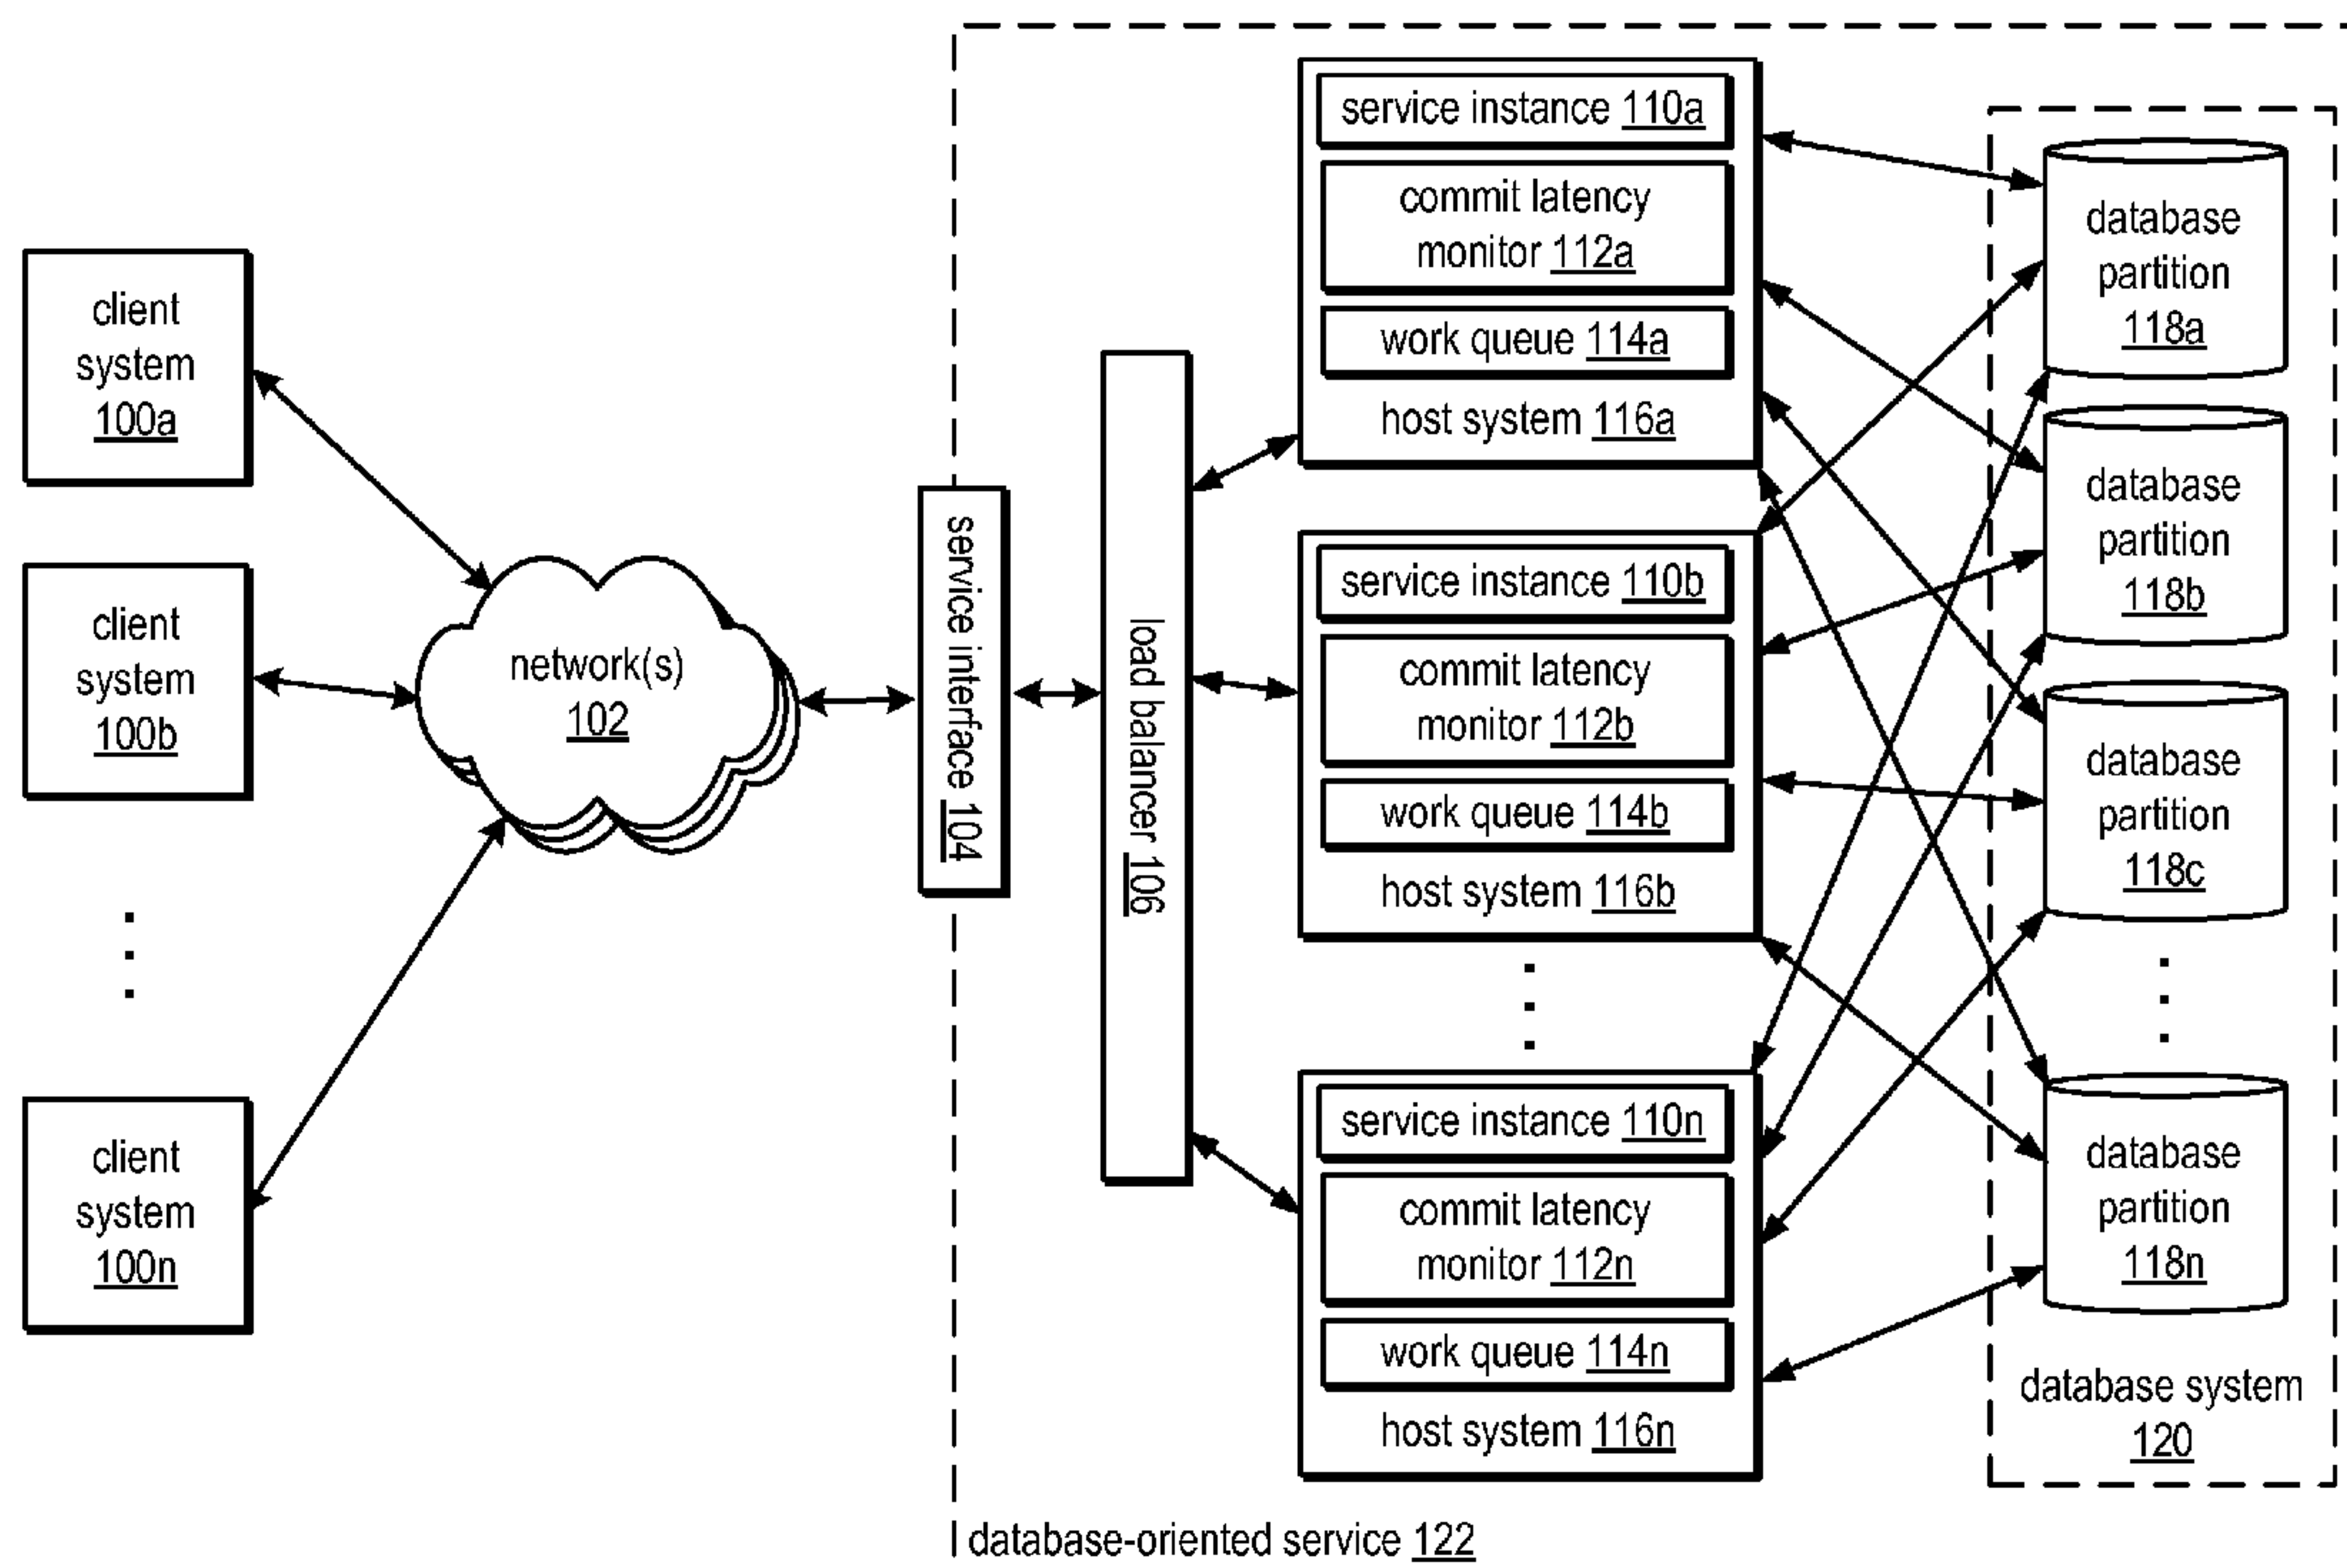 client
system
100a
client
system
100b
client
system
100n
network(s)
102
service interface 104
load balancer 106
service instance 110a
commit latency
monitor 112a
work queue 114a
host system 116a
service instance 110b
commit latency
monitor 112b
work queue 114b
host system 116b
service instance 110n
commit latency
monitor 112n
work queue 114n
host system 116n
database
partition
118a
database
partition
118b
database
partition
118c
database
partition
118n
database system
120
database-oriented service 122